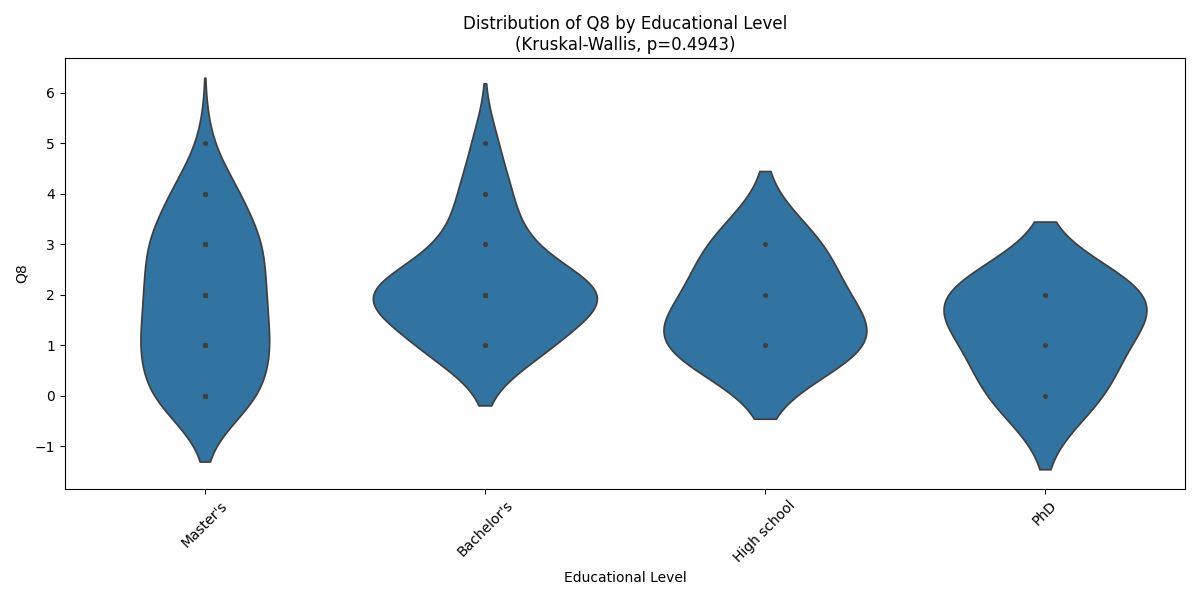 Distribution of Q8 by Educational Level
(Kruskal-Wallis, p=0.4943)
6
5
4
3
2
1
0
−1
Q8
Master's
Bachelor's
High school
PhD
Educational Level